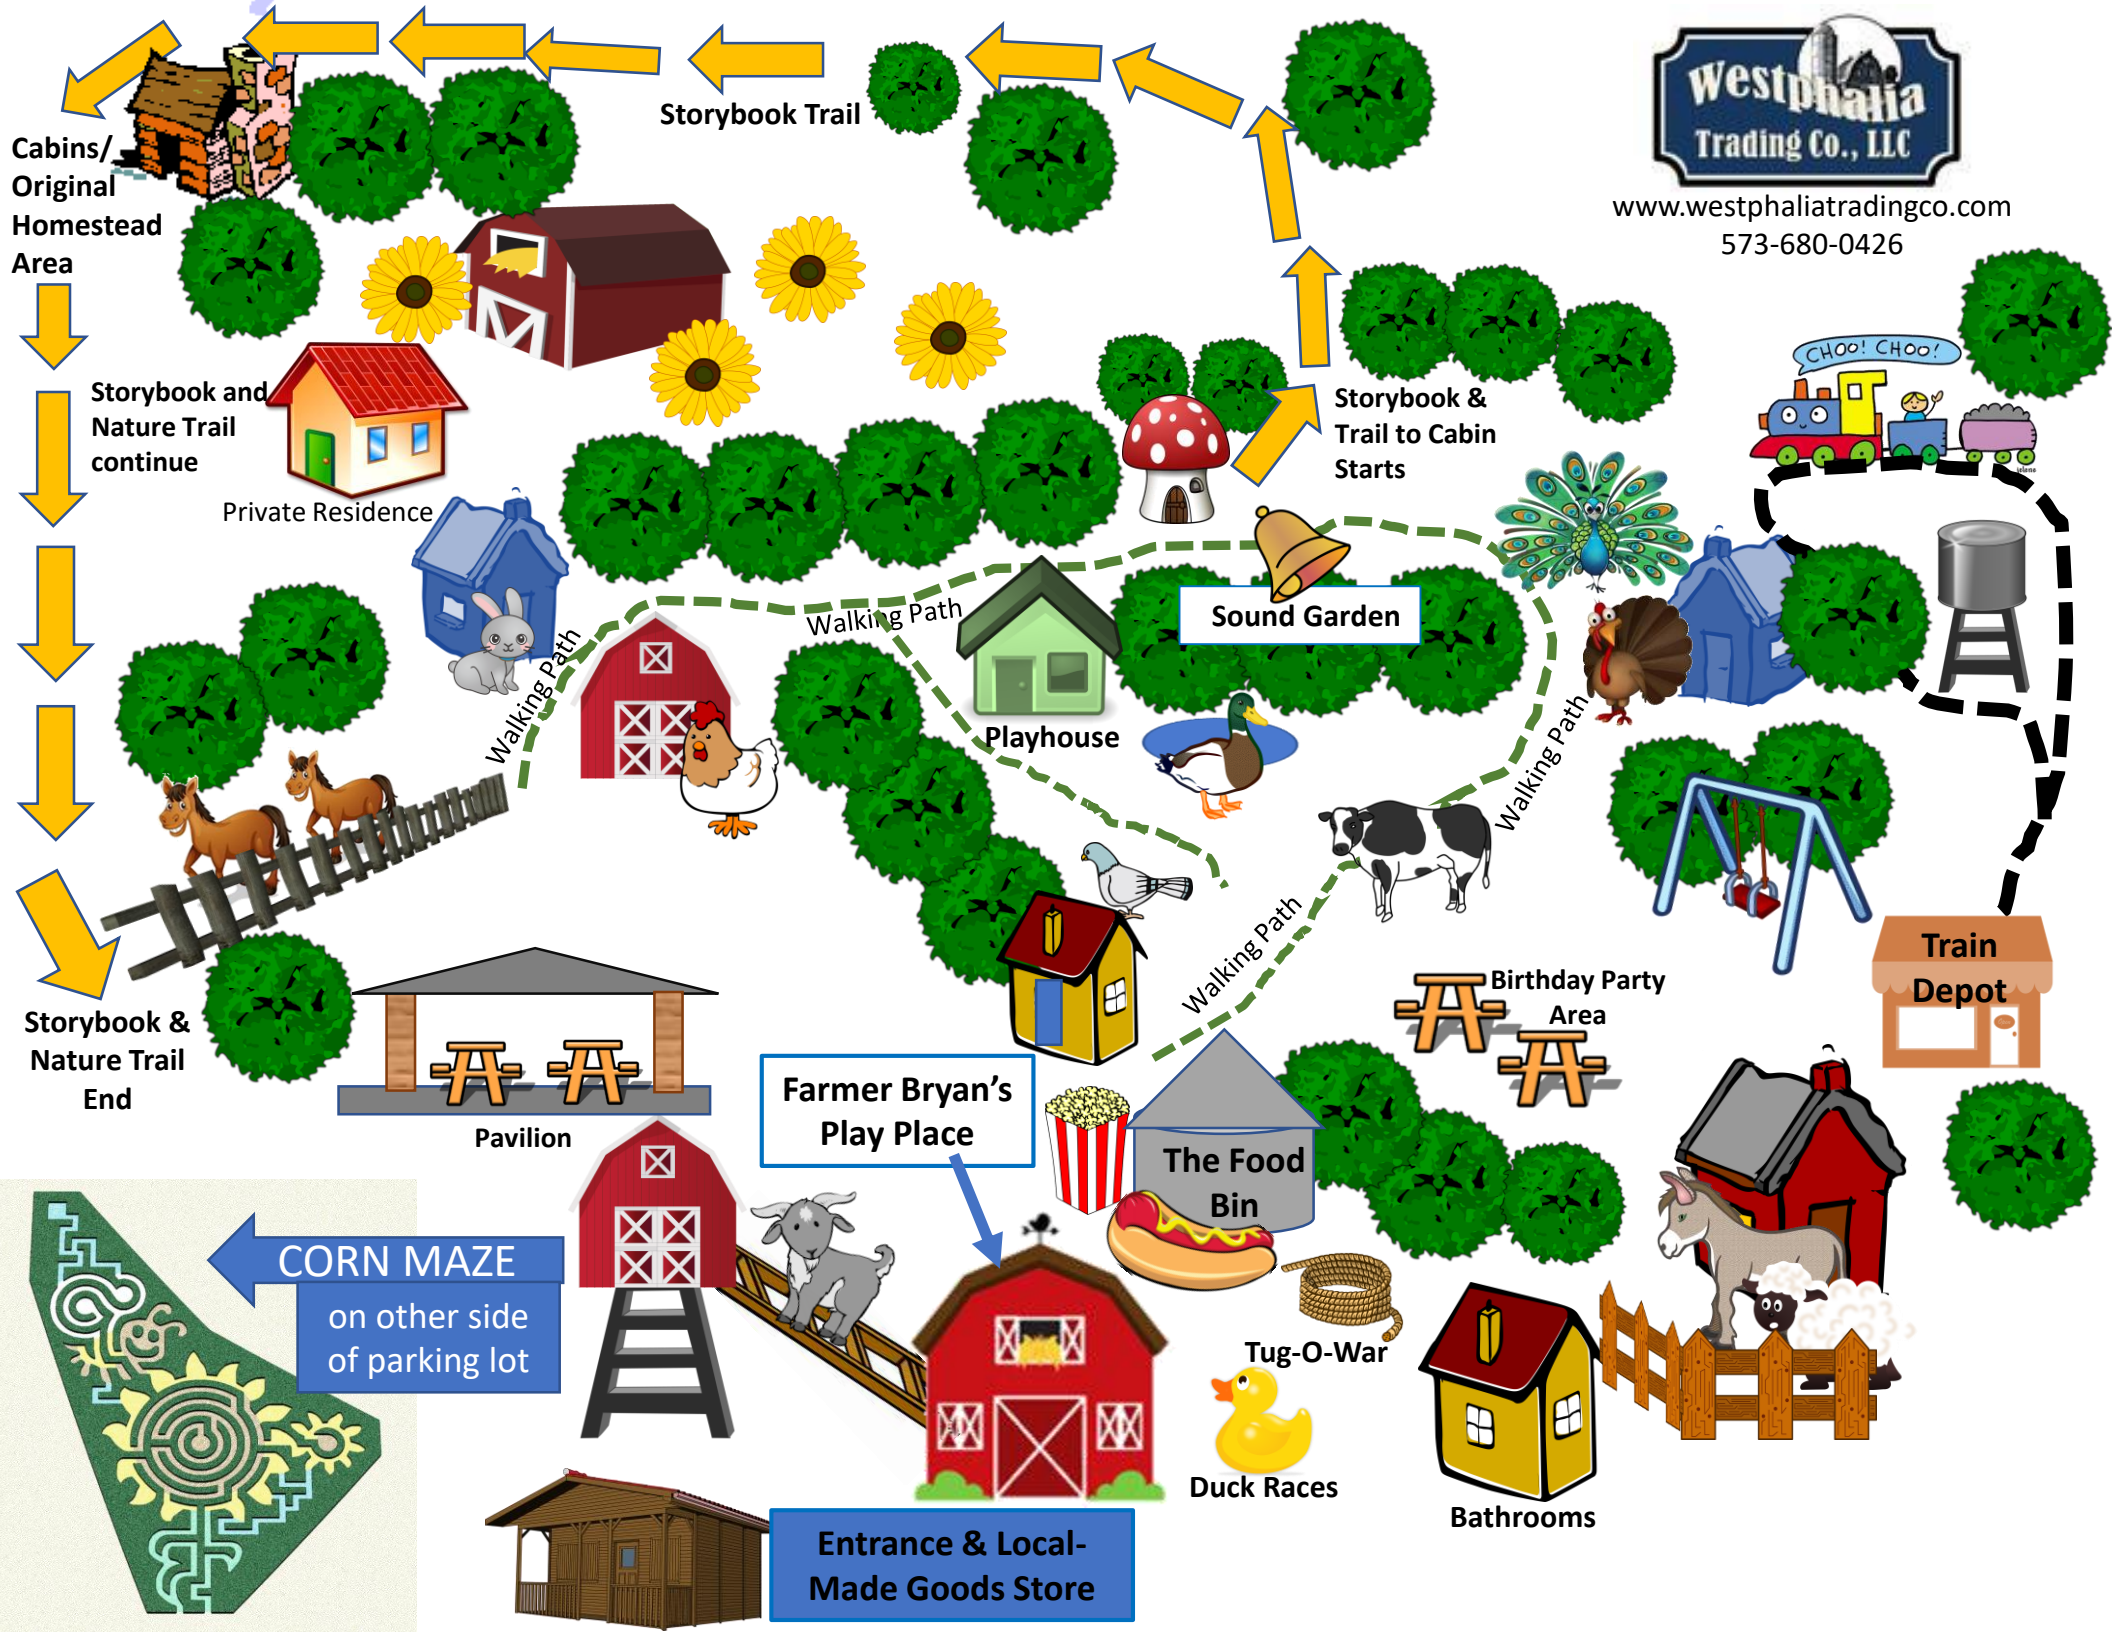 Westphalia
Trading Co., LLC
www.westphaliatradingco.com
573-680-0426
Storybook Trail
Cabins/
Original
Homestead
Area
CHOO! CHOO!
Storybook and
Nature Trail
continue
Storybook &
Trail to Cabin
Starts
Private Residence
Sound Garden
Walking Path
Walking Path
Playhouse
Walking Path
Walking Path
Train
Depot
Birthday Party
Area
Storybook &
Nature Trail
End
Pavilion
Farmer Bryan's
Play Place
The Food
Bin
CORN MAZE
on other side
of parking lot
Tug-O-War
Duck Races
Bathrooms
Entrance & Local-
Made Goods Store